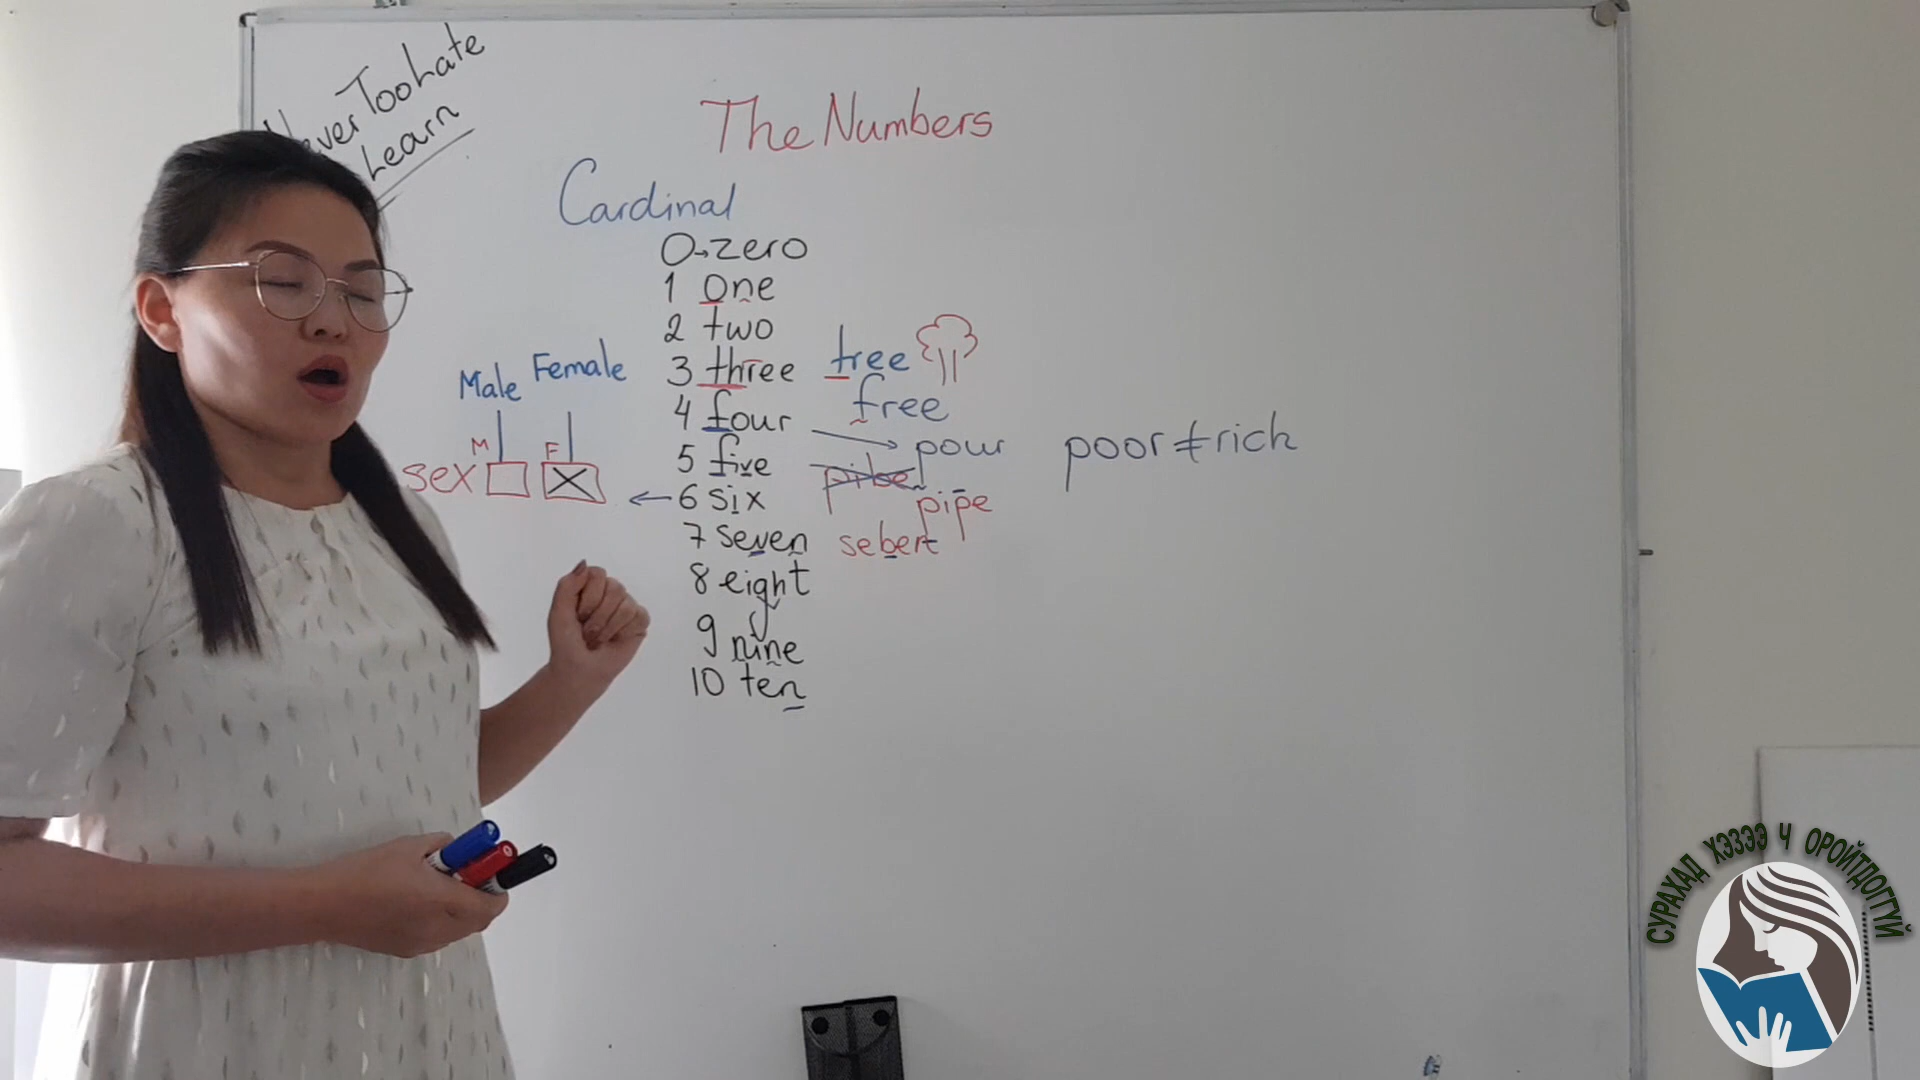 Never Too Late
Learn
The Numbers
Cardinal
0→zero
1 one
2 two
3 three tree
free
4 four pour poor ≠ rich
5 five pibe
6 six pipe
Male Female
M F
sex
7 seven sebert
8 eight
9 nine
10 ten
СУРАХАД ХЭЗЭЭ Ч ОРОЙТДОГГҮЙ